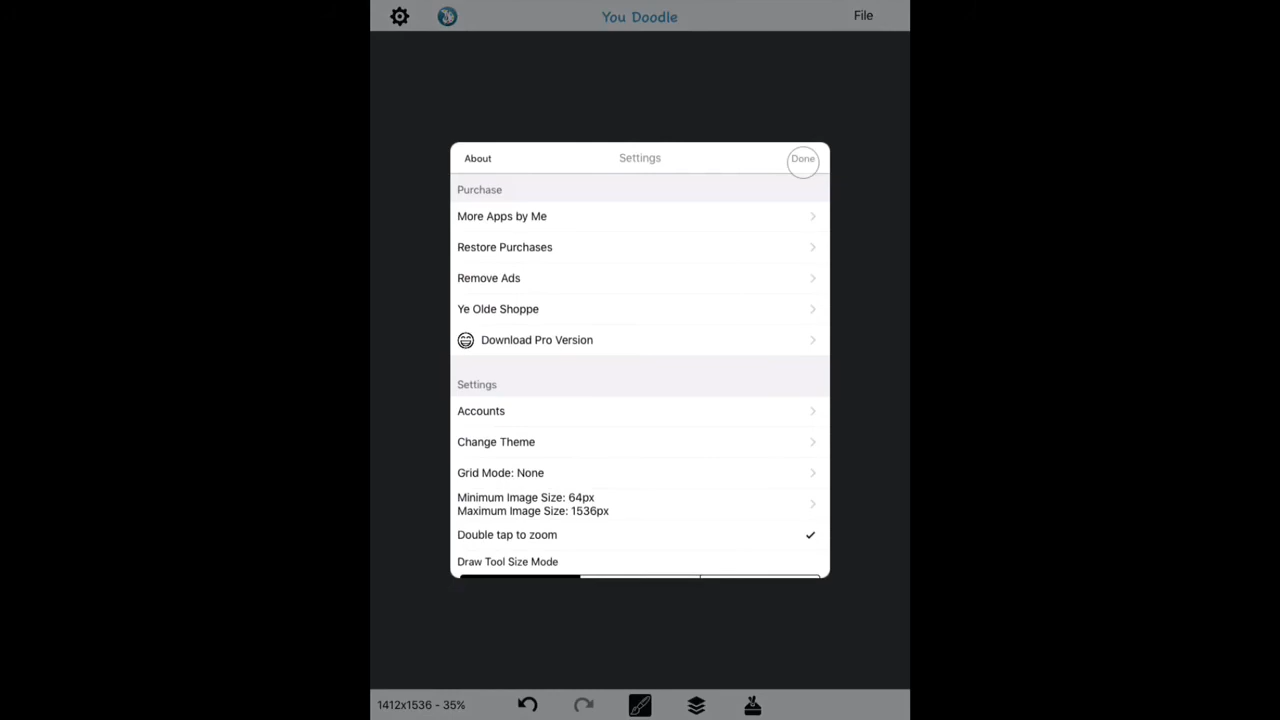 You Doodle
File
About
Settings
Done
Purchase
More Apps by Me
Restore Purchases
Remove Ads
Ye Olde Shoppe
Download Pro Version
Settings
Accounts
Change Theme
Grid Mode: None
Minimum Image Size: 64px
Maximum Image Size: 1536px
Double tap to zoom
Draw Tool Size Mode
1412x1536 - 35%